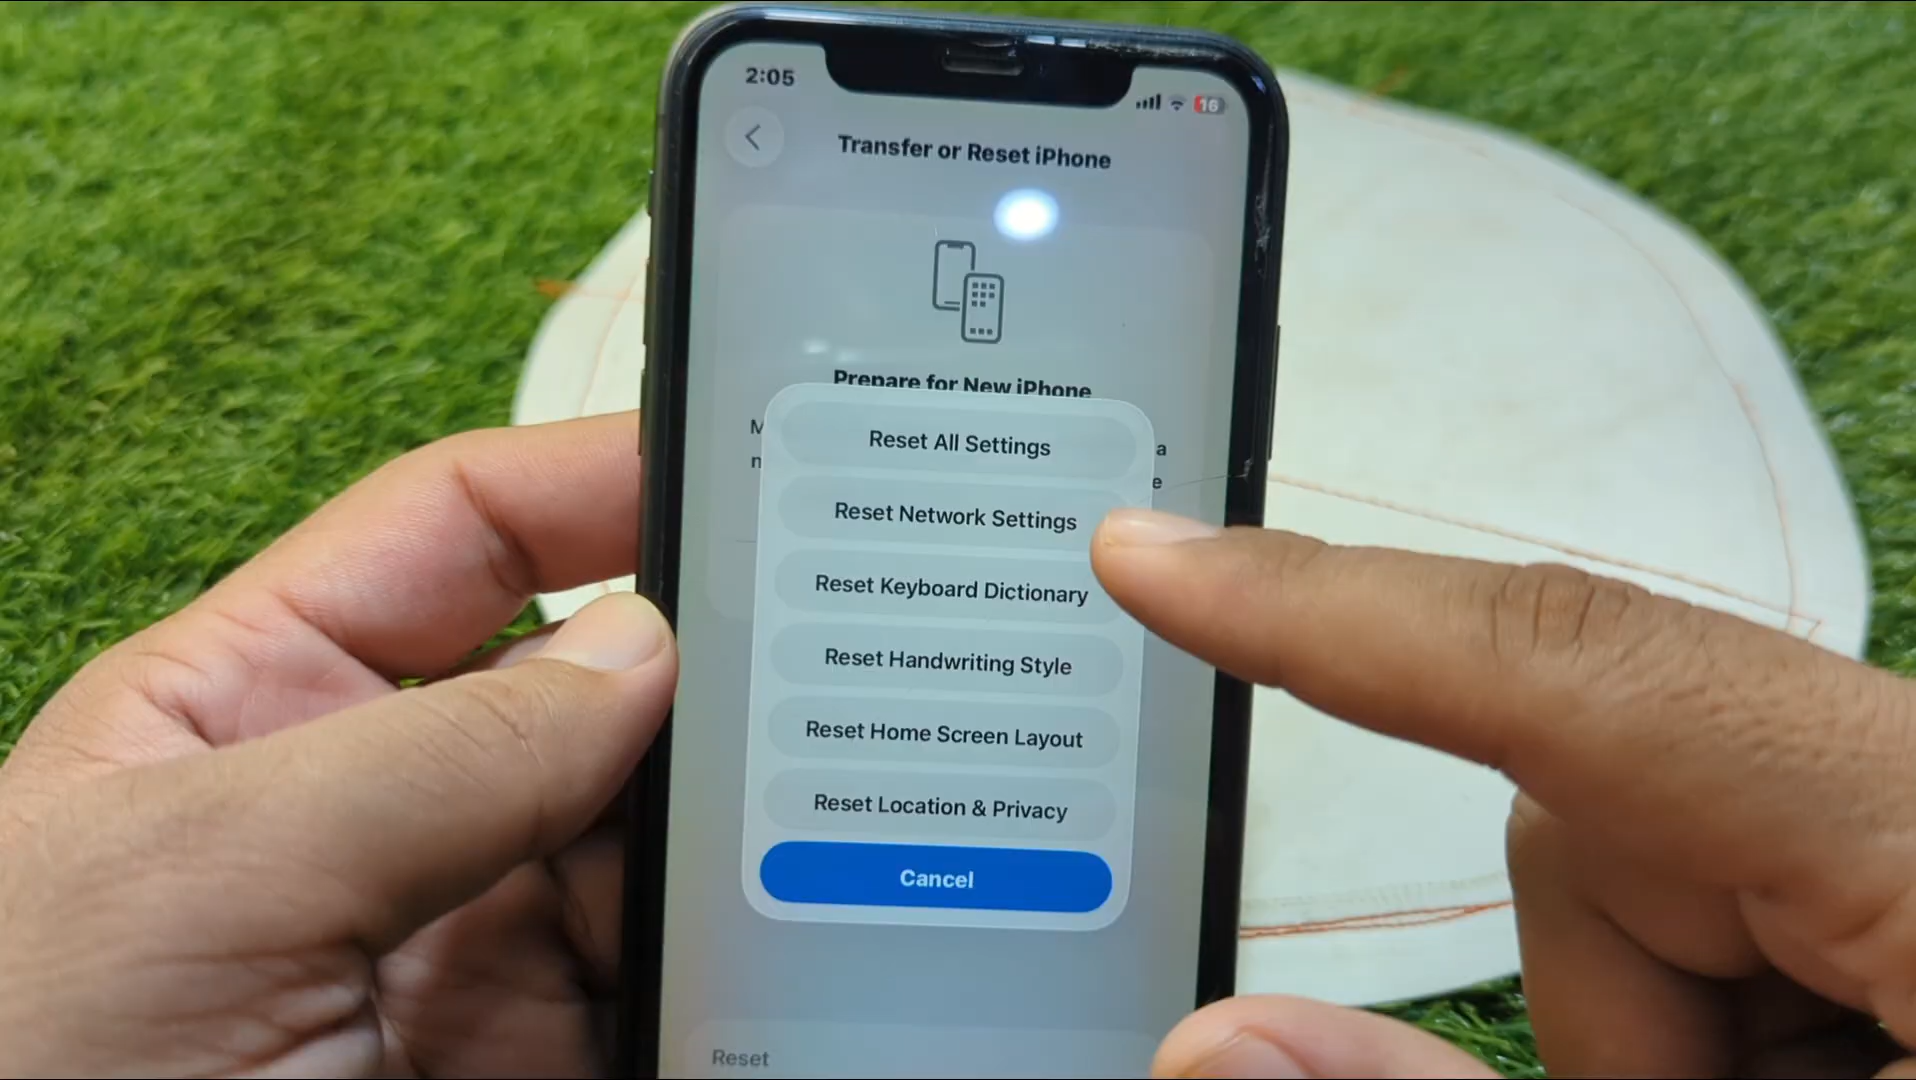 2:05
16
Transfer or Reset iPhone
Prepare for New iPhone
M
a
n
e
Reset All Settings
Reset Network Settings
Reset Keyboard Dictionary
Reset Handwriting Style
Reset Home Screen Layout
Reset Location & Privacy
Cancel
Reset